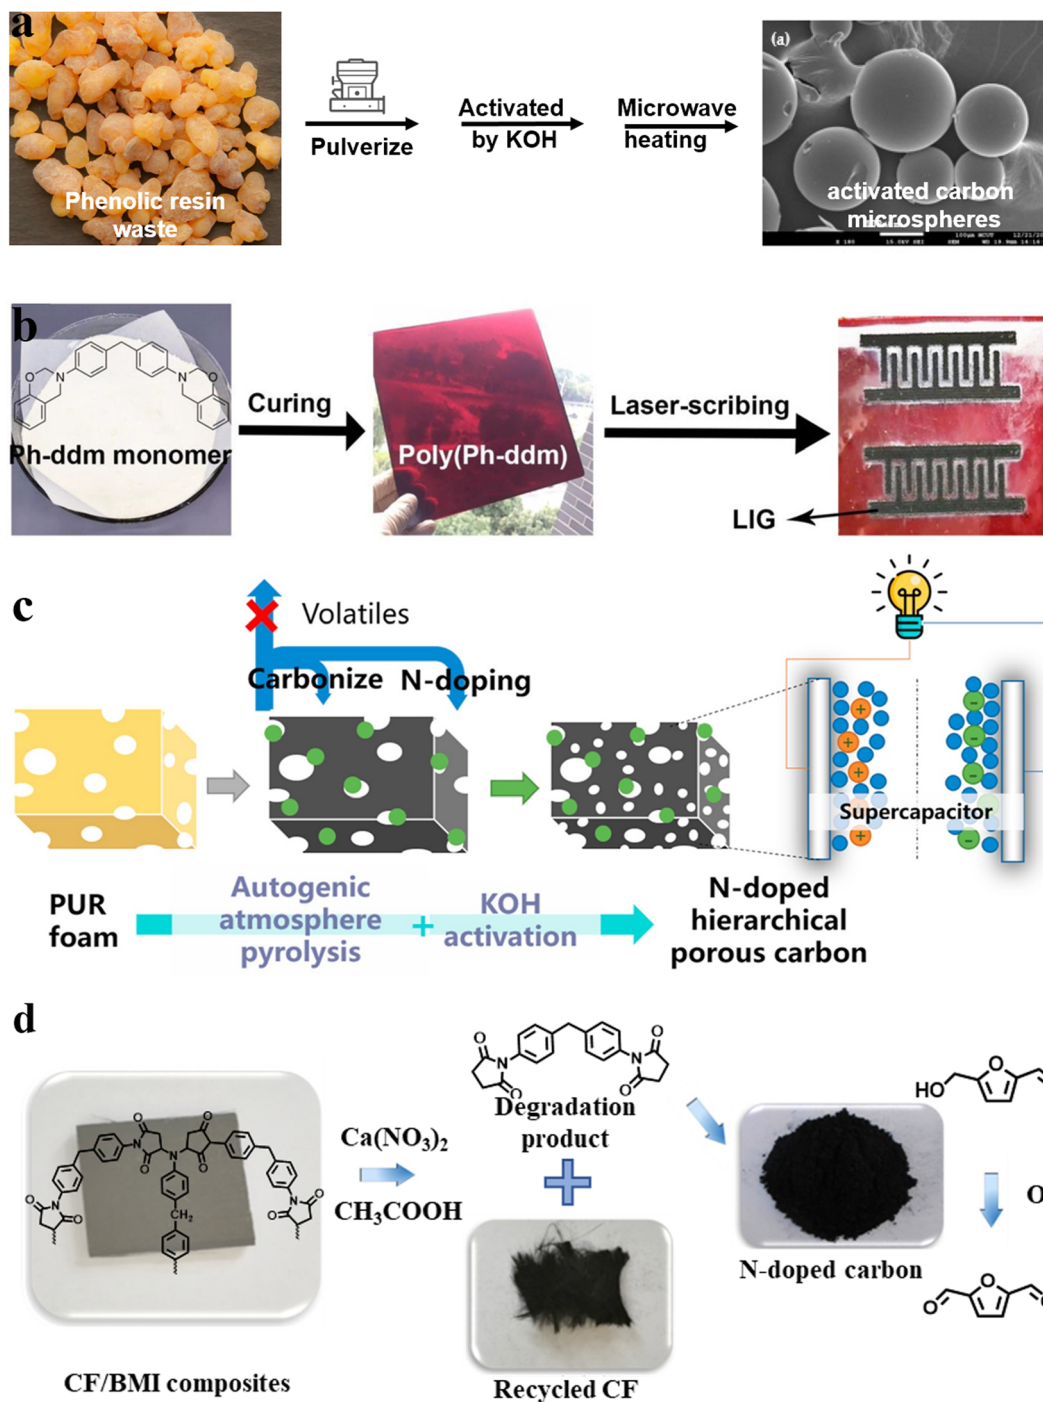 a
Phenolic resin
waste
Pulverize
Activated
by KOH
Microwave
heating
(a)
activated carbon
microspheres
b
Ph-ddm monomer
O
N
N
O
Curing
Poly(Ph-ddm)
Laser-scribing
LIG
c
Volatiles
Carbonize
N-doping
Supercapacitor
PUR
foam
Autogenic
atmosphere
pyrolysis
+
KOH
activation
N-doped
hierarchical
porous carbon
d
CH₂
CF/BMI composites
Ca(NO₃)₂
CH₃COOH
Degradation
product
Recycled CF
N-doped carbon
HO
O
O